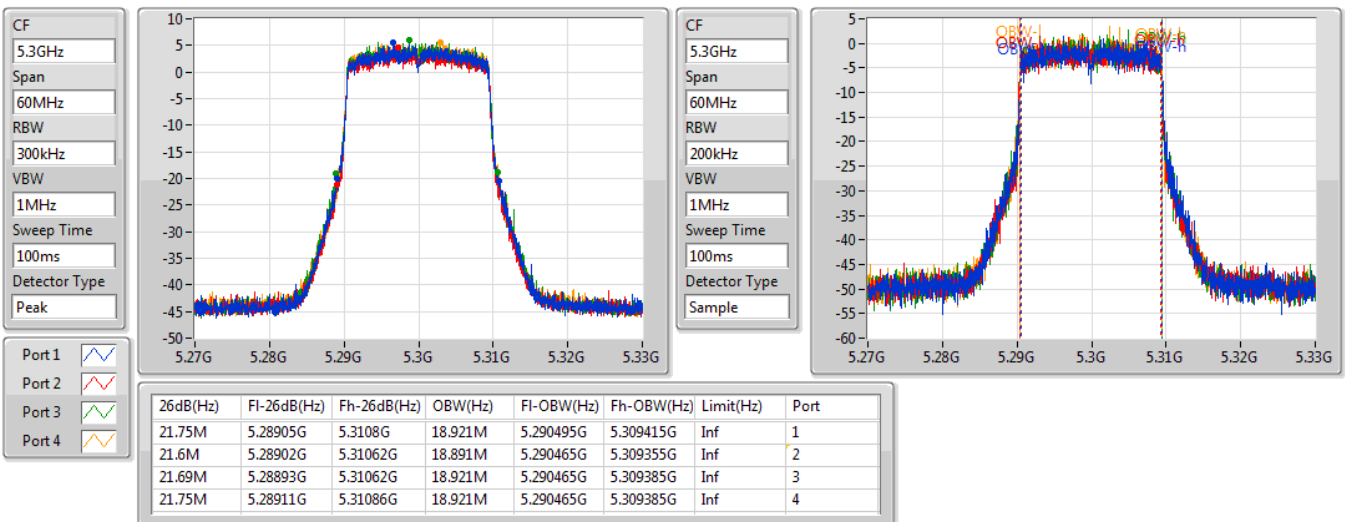 CF
5.3GHz
Span
60MHz
RBW
300kHz
VBW
1MHz
Sweep Time
100ms
Detector Type
Peak
10
5
0
-5
-10
-15
-20
-25
-30
-35
-40
-45
-50
5.27G 5.28G 5.29G 5.3G 5.31G 5.32G 5.33G
CF
5.3GHz
Span
60MHz
RBW
200kHz
VBW
1MHz
Sweep Time
100ms
Detector Type
Sample
5
0
-5
-10
-15
-20
-25
-30
-35
-40
-45
-50
-55
-60
5.27G 5.28G 5.29G 5.3G 5.31G 5.32G 5.33G
Port 1
Port 2
Port 3
Port 4
26dB(Hz) Fl-26dB(Hz) Fh-26dB(Hz) OBW(Hz) Fl-OBW(Hz) Fh-OBW(Hz) Limit(Hz) Port
21.75M 5.28905G 5.3108G 18.921M 5.290495G 5.309415G Inf 1
21.6M 5.28902G 5.31062G 18.891M 5.290465G 5.309355G Inf 2
21.69M 5.28893G 5.31062G 18.921M 5.290465G 5.309385G Inf 3
21.75M 5.28911G 5.31086G 18.921M 5.290465G 5.309385G Inf 4